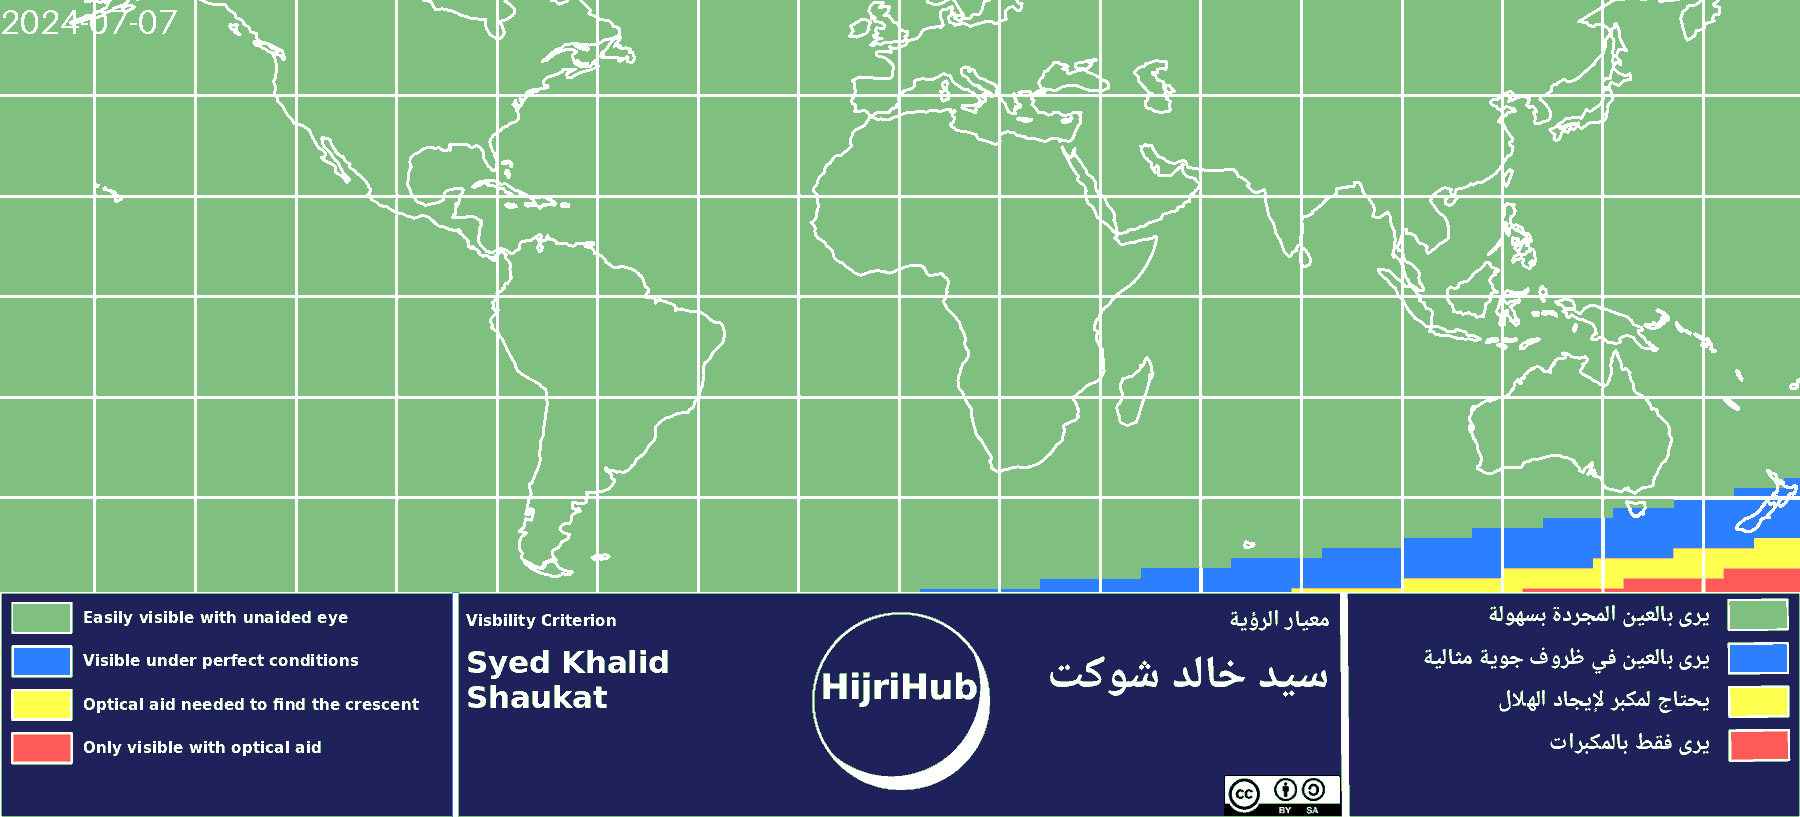 2024-07-07
Easily visible with unaided eye
Visible under perfect conditions
Optical aid needed to find the crescent
Only visible with optical aid
Visbility Criterion
Syed Khalid
Shaukat
HijriHub
معيار الرؤية
سيد خالد شوكت
CC
BY SA
يرى بالعين المجردة بسهولة
يرى بالعين في ظروف جوية مثالية
يحتاج لمكبر لإيجاد الهلال
يرى فقط بالمكبرات